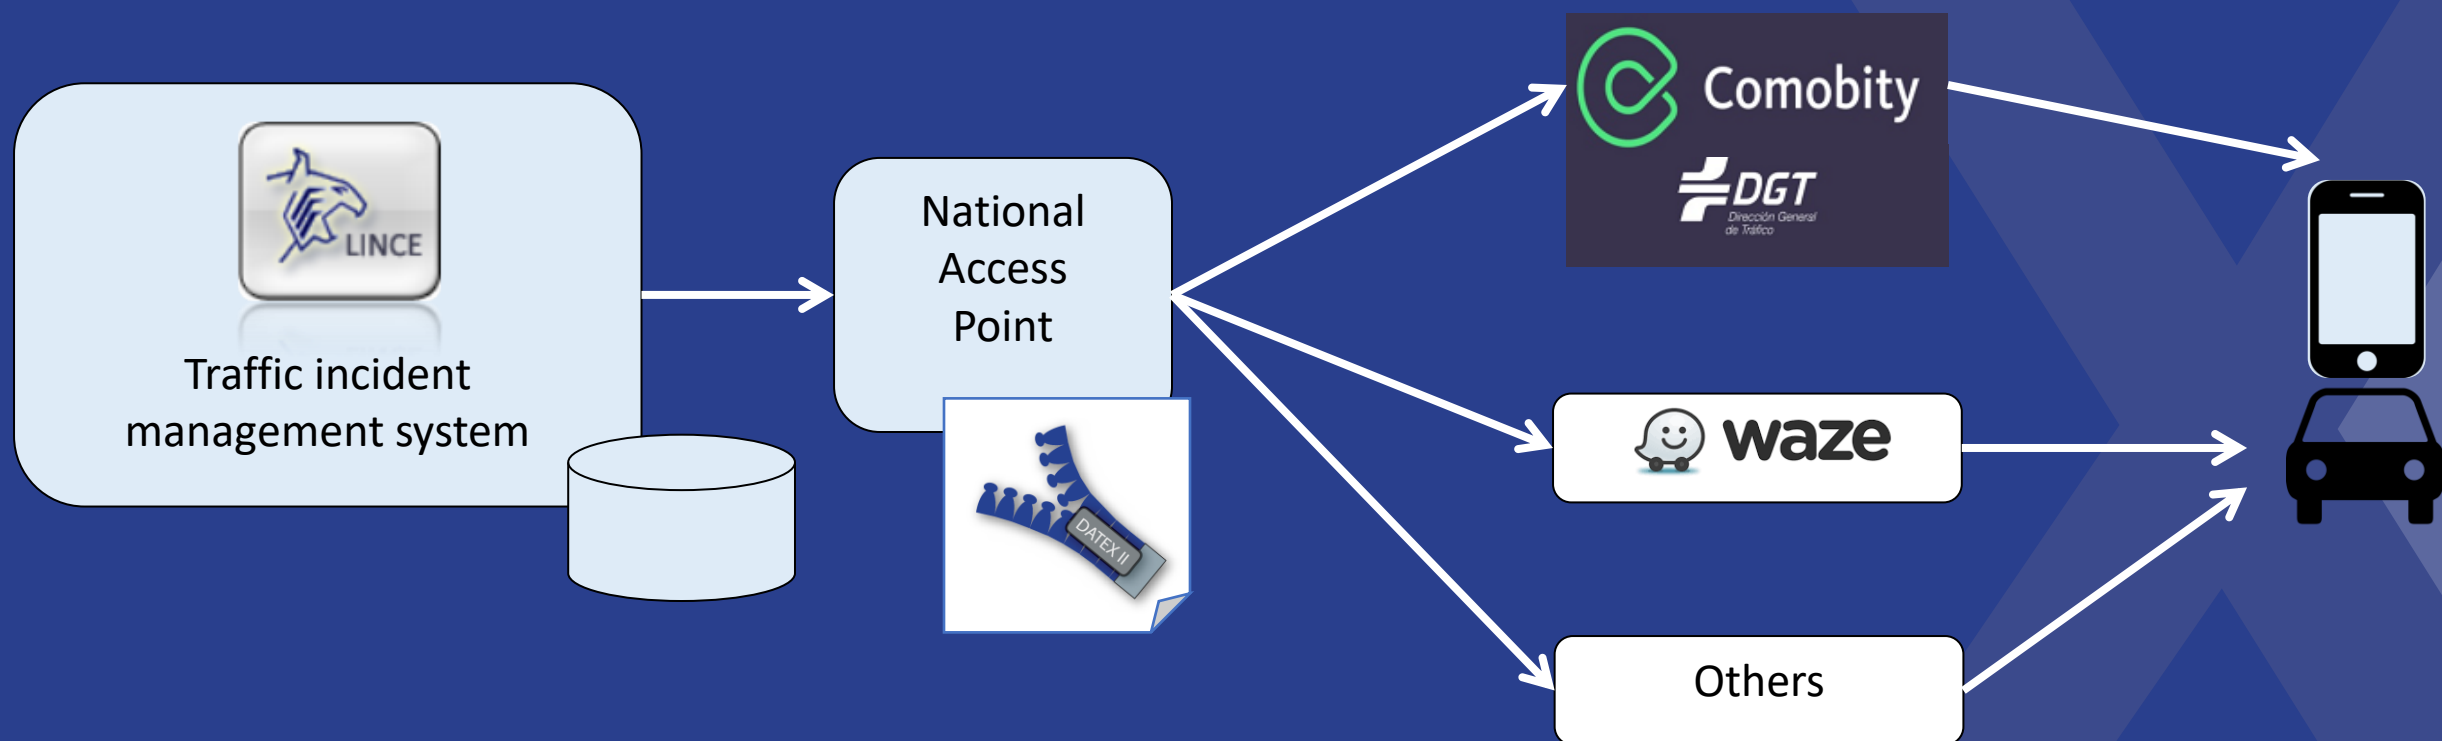 LINCE
Traffic incident
management system
National
Access
Point
DATEX II
Comobity
DGT
Dirección General
de Tráfico
waze
Others